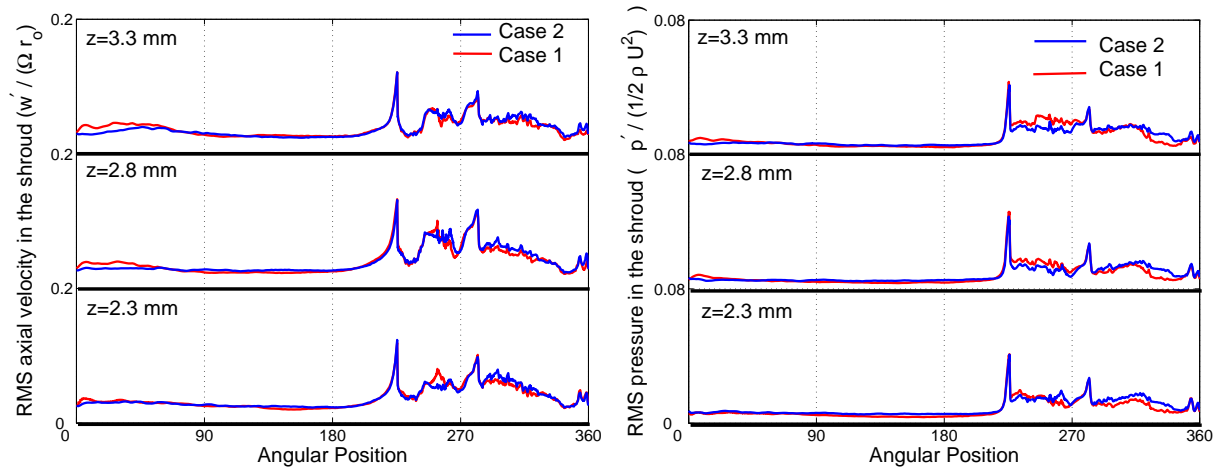 RMS axial velocity in the shroud (w′ / (Ω rₒ)
0.2
z=3.3 mm
Case 2
Case 1
0.2
z=2.8 mm
0.2
z=2.3 mm
0
0 90 180 270 360
Angular Position
RMS pressure in the shroud ( p′ / (1/2 ρ U²)
0.08
z=3.3 mm
Case 2
Case 1
0.08
z=2.8 mm
0.08
z=2.3 mm
0
0 90 180 270 360
Angular Position